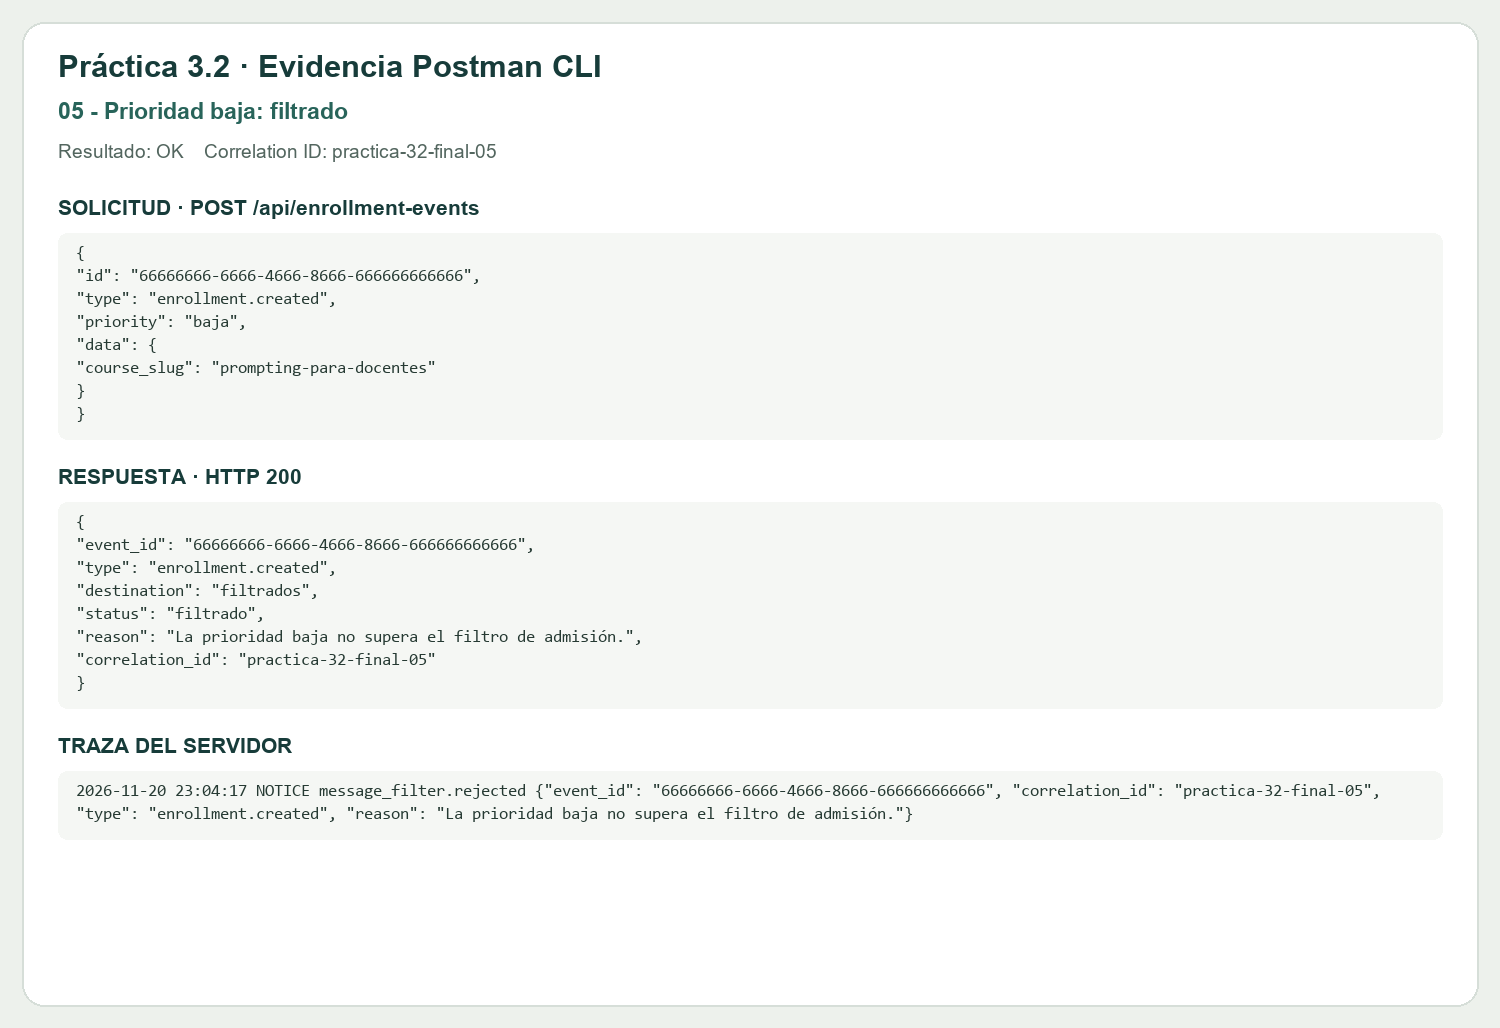 Práctica 3.2 · Evidencia Postman CLI
05 - Prioridad baja: filtrado
Resultado: OK    Correlation ID: practica-32-final-05
SOLICITUD · POST /api/enrollment-events
{
"id": "66666666-6666-4666-8666-666666666666",
"type": "enrollment.created",
"priority": "baja",
"data": {
"course_slug": "prompting-para-docentes"
}
}
RESPUESTA · HTTP 200
{
"event_id": "66666666-6666-4666-8666-666666666666",
"type": "enrollment.created",
"destination": "filtrados",
"status": "filtrado",
"reason": "La prioridad baja no supera el filtro de admisión.",
"correlation_id": "practica-32-final-05"
}
TRAZA DEL SERVIDOR
2026-11-20 23:04:17 NOTICE message_filter.rejected {"event_id": "66666666-6666-4666-8666-666666666666", "correlation_id": "practica-32-final-05",
"type": "enrollment.created", "reason": "La prioridad baja no supera el filtro de admisión."}